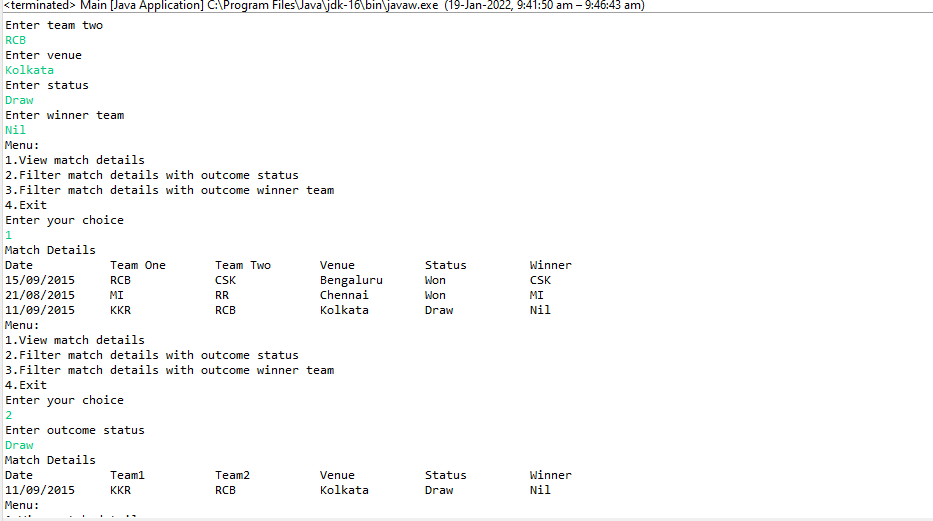 <terminated> Main [Java Application] C:\Program Files\Java\jdk-16\bin\javaw.exe (19-Jan-2022, 9:41:50 am – 9:46:43 am)
Enter team two
RCB
Enter venue
Kolkata
Enter status
Draw
Enter winner team
Nil
Menu:
1.View match details
2.Filter match details with outcome status
3.Filter match details with outcome winner team
4.Exit
Enter your choice
1
Match Details
Date Team One Team Two Venue Status Winner
15/09/2015 RCB CSK Bengaluru Won CSK
21/08/2015 MI RR Chennai Won MI
11/09/2015 KKR RCB Kolkata Draw Nil
Menu:
1.View match details
2.Filter match details with outcome status
3.Filter match details with outcome winner team
4.Exit
Enter your choice
2
Enter outcome status
Draw
Match Details
Date Team1 Team2 Venue Status Winner
11/09/2015 KKR RCB Kolkata Draw Nil
Menu: